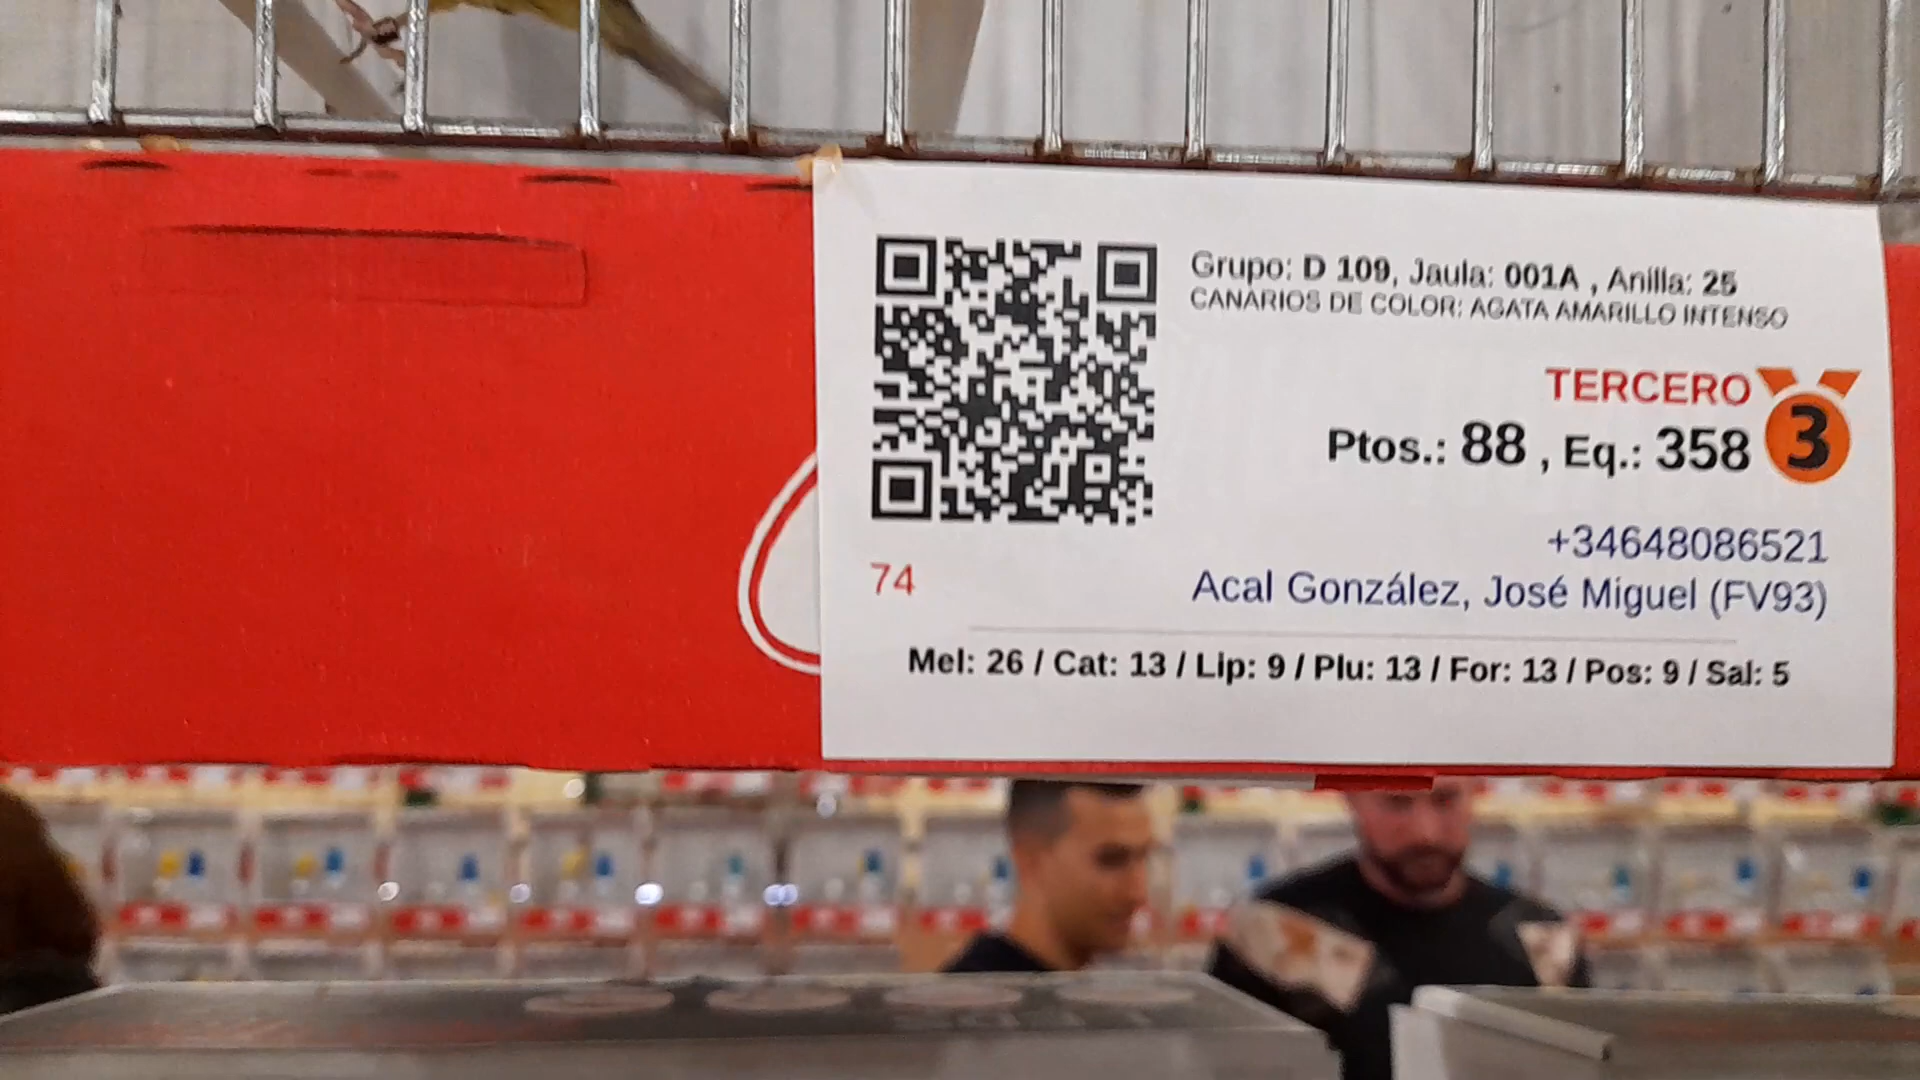 Grupo: D 109, Jaula: 001A , Anilla: 25
CANARIOS DE COLOR: AGATA AMARILLO INTENSO
TERCERO
3
Ptos.: 88 , Eq.: 358
+34648086521
74
Acal González, José Miguel (FV93)
Mel: 26 / Cat: 13 / Lip: 9 / Plu: 13 / For: 13 / Pos: 9 / Sal: 5